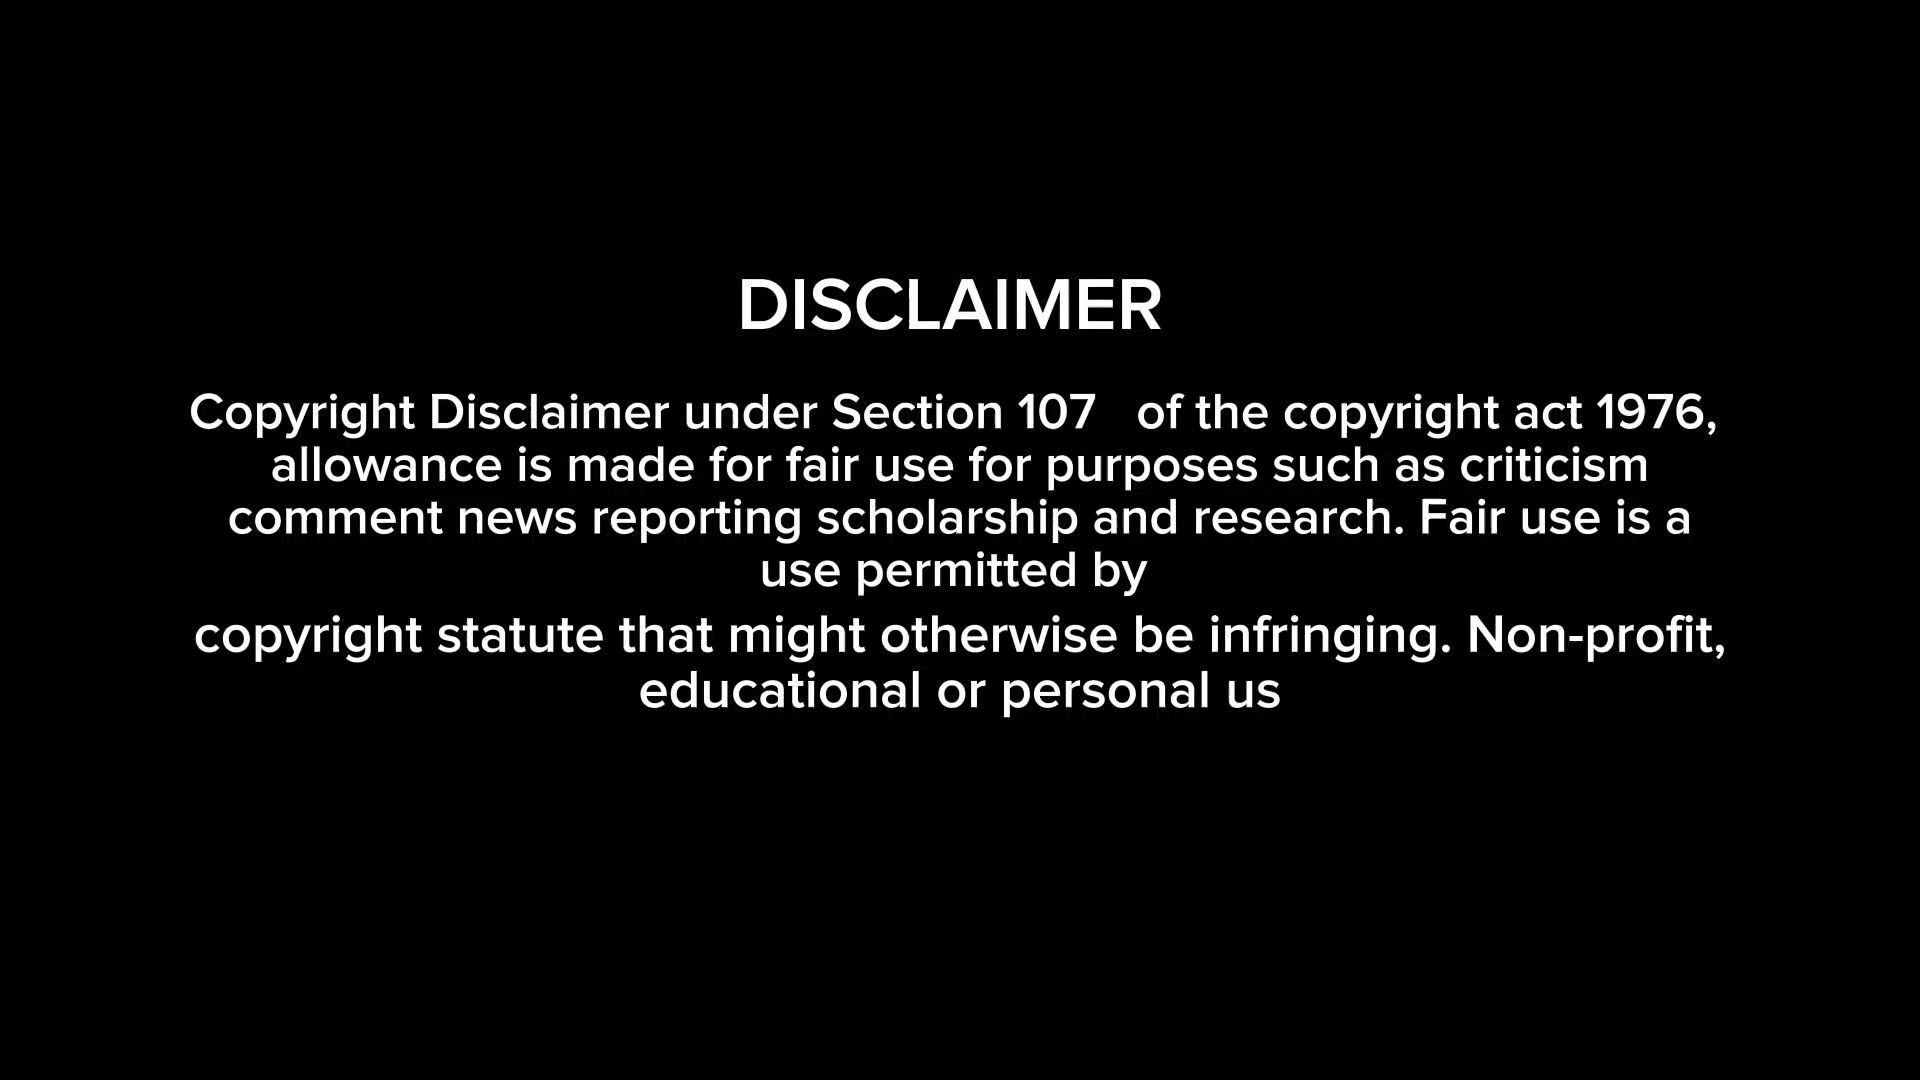 DISCLAIMER
Copyright Disclaimer under Section 107   of the copyright act 1976,
allowance is made for fair use for purposes such as criticism
comment news reporting scholarship and research. Fair use is a
use permitted by
copyright statute that might otherwise be infringing. Non-profit,
educational or personal us